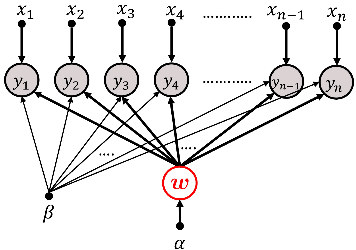 x₁ x₂ x₃ x₄ ............ xₙ₋₁ xₙ
y₁ y₂ y₃ y₄ ............ yₙ₋₁ yₙ
.... ....
w
β
α